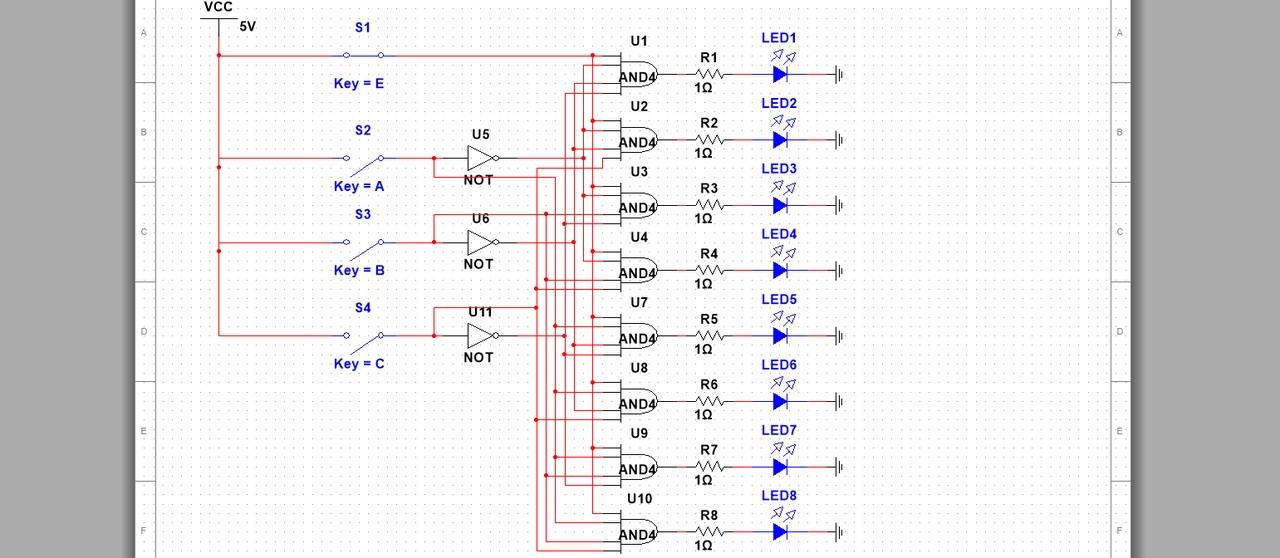 VCC
5V
A
B
C
D
E
F
S1
Key = E
S2
Key = A
S3
Key = B
S4
Key = C
U5
NOT
U6
NOT
U11
NOT
U1
AND4
R1
1Ω
LED1
U2
AND4
R2
1Ω
LED2
U3
AND4
R3
1Ω
LED3
U4
AND4
R4
1Ω
LED4
U7
AND4
R5
1Ω
LED5
U8
AND4
R6
1Ω
LED6
U9
AND4
R7
1Ω
LED7
U10
AND4
R8
1Ω
LED8
A
B
C
D
E
F